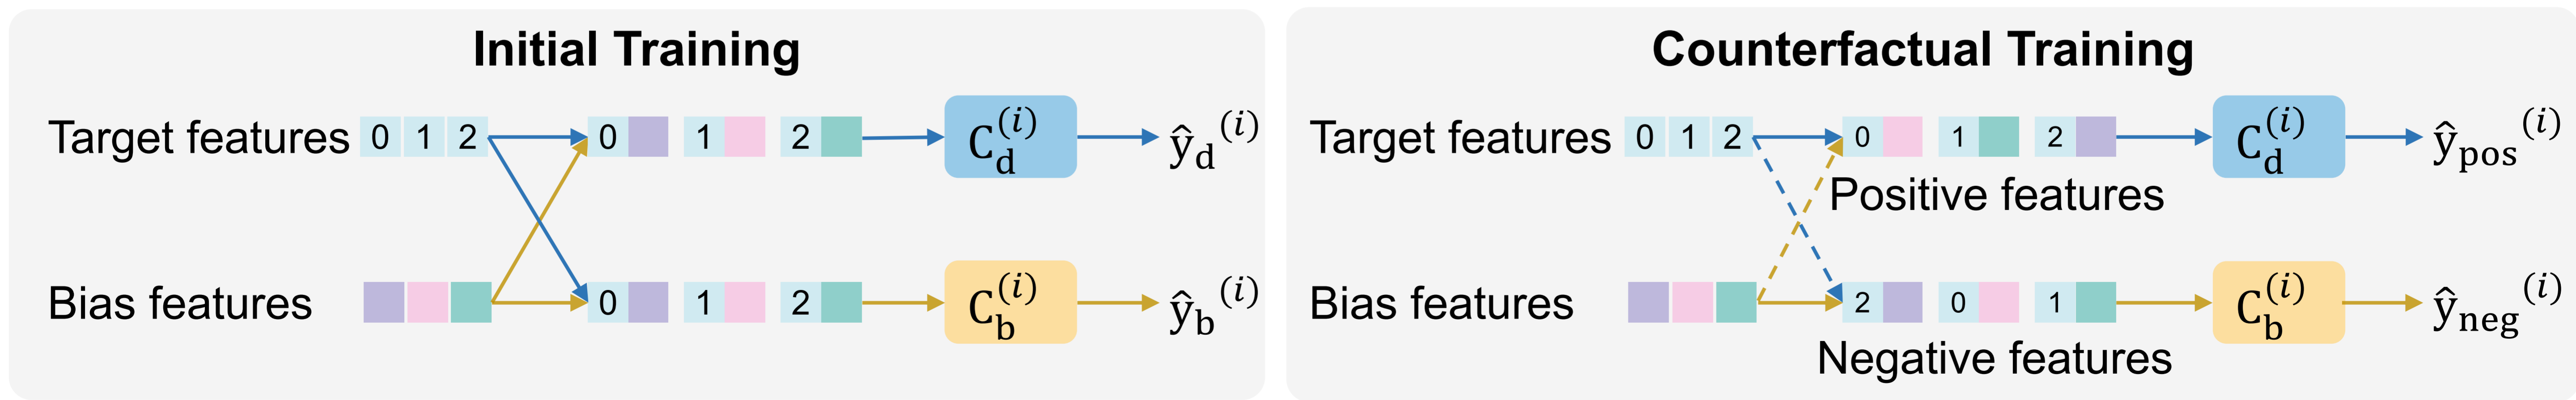 Initial Training
Target features 0 1 2 0 1 2 C_d^(i) ŷ_d^(i)
Bias features 0 1 2 C_b^(i) ŷ_b^(i)
Counterfactual Training
Target features 0 1 2 0 1 2 C_d^(i) ŷ_pos^(i)
Positive features
Bias features 2 0 1 C_b^(i) ŷ_neg^(i)
Negative features